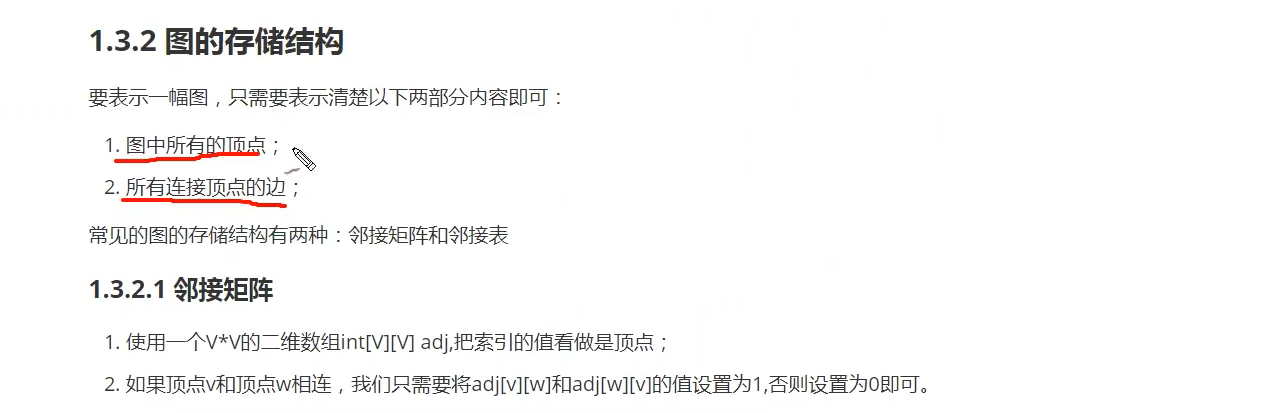 1.3.2 图的存储结构
要表示一幅图，只需要表示清楚以下两部分内容即可：
1. 图中所有的顶点；
2. 所有连接顶点的边；
常见的图的存储结构有两种：邻接矩阵和邻接表
1.3.2.1 邻接矩阵
1. 使用一个V*V的二维数组int[V][V] adj,把索引的值看做是顶点；
2. 如果顶点v和顶点w相连，我们只需要将adj[v][w]和adj[w][v]的值设置为1,否则设置为0即可。